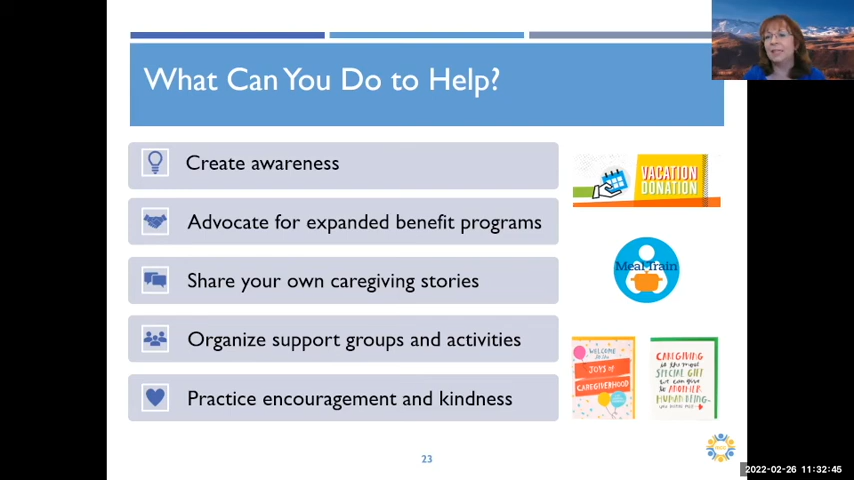 What Can You Do to Help?
Create awareness
Advocate for expanded benefit programs
Share your own caregiving stories
Organize support groups and activities
Practice encouragement and kindness
VACATION
DONATION
Meal Train
WELCOME
to the
JOYS of
CAREGIVERHOOD
CAREGIVING
is the most
SPECIAL GIFT
we can give
to ANOTHER
HUMAN BEING.
23
2022-02-26 11:32:45